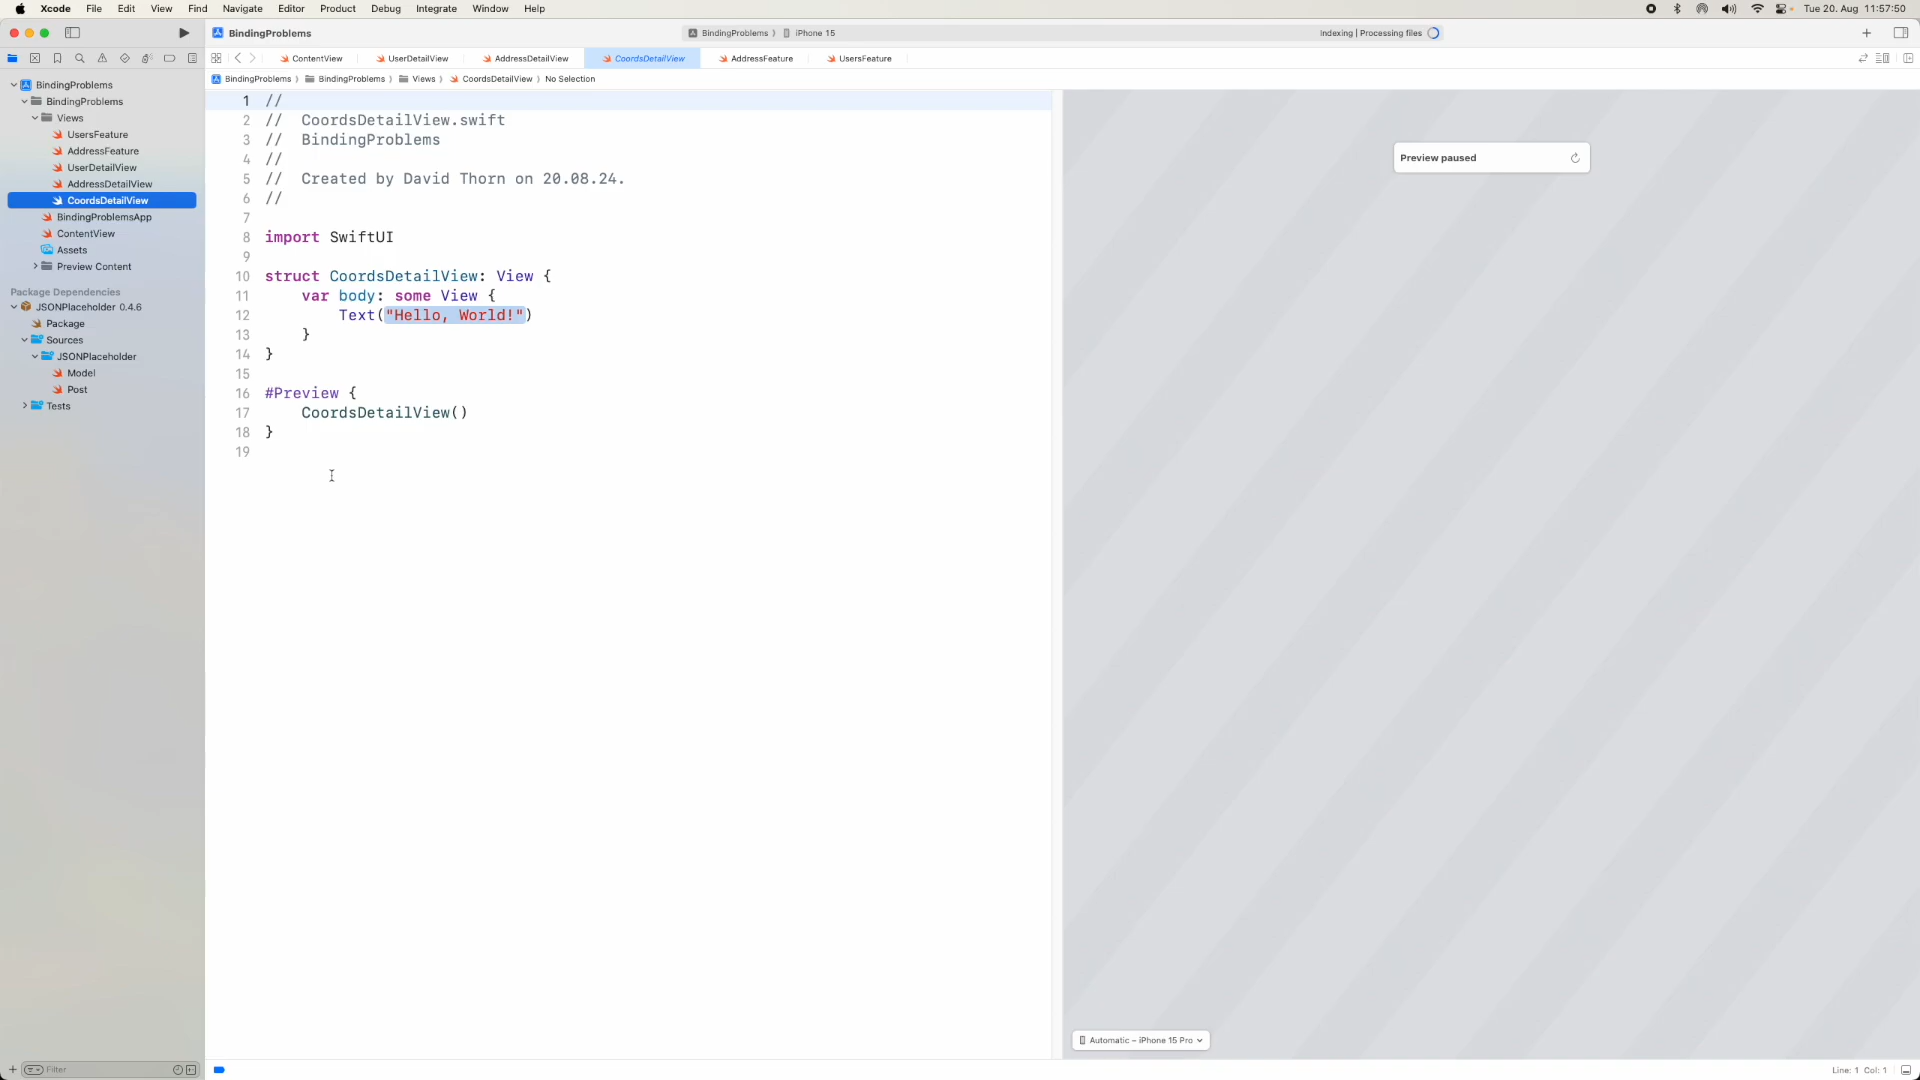 Xcode File Edit View Find Navigate Editor Product Debug Integrate Window Help
Tue 20. Aug 11:57:50
BindingProblems
BindingProblems 〉 iPhone 15
Indexing | Processing files
ContentView
UserDetailView
AddressDetailView
CoordsDetailView
AddressFeature
UsersFeature
BindingProblems 〉 BindingProblems 〉 Views 〉 CoordsDetailView 〉 No Selection
BindingProblems
BindingProblems
Views
UsersFeature
AddressFeature
UserDetailView
AddressDetailView
CoordsDetailView
BindingProblemsApp
ContentView
Assets
Preview Content
Package Dependencies
JSONPlaceholder 0.4.6
Package
Sources
JSONPlaceholder
Model
Post
Tests
Filter
1 //
2 //  CoordsDetailView.swift
3 //  BindingProblems
4 //
5 //  Created by David Thorn on 20.08.24.
6 //
7
8 import SwiftUI
9
10 struct CoordsDetailView: View {
11     var body: some View {
12         Text("Hello, World!")
13     }
14 }
15
16 #Preview {
17     CoordsDetailView()
18 }
19
Preview paused
Automatic – iPhone 15 Pro
Line: 1 Col: 1